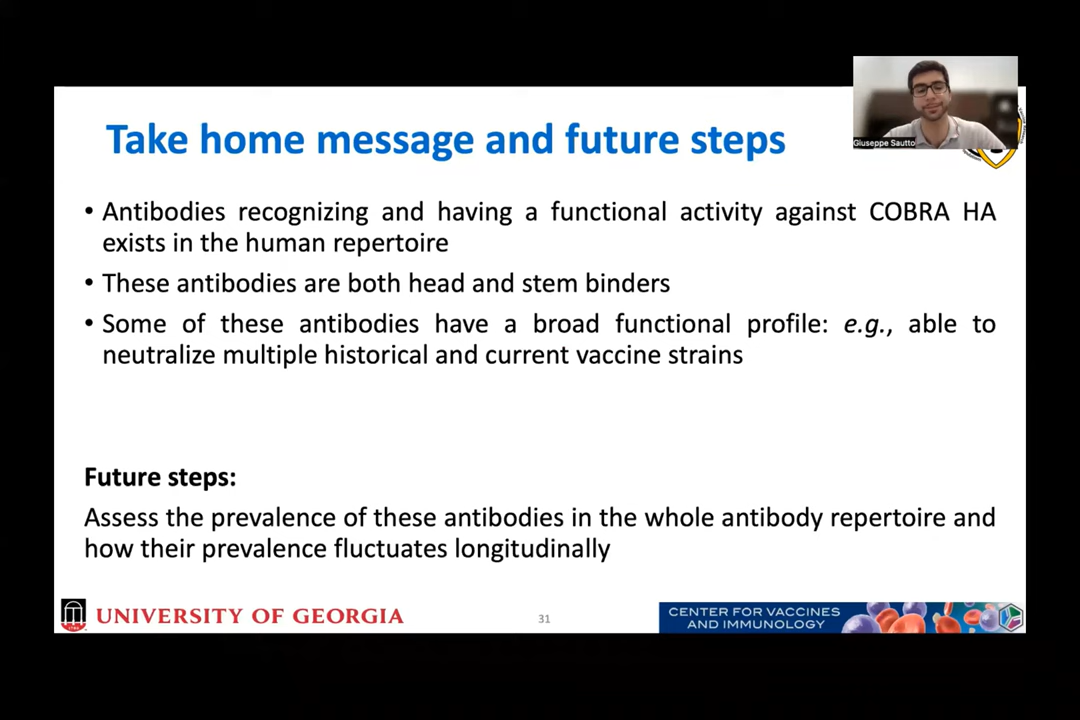 Take home message and future steps
Giuseppe Sautto
• Antibodies recognizing and having a functional activity against COBRA HA
exists in the human repertoire
• These antibodies are both head and stem binders
• Some of these antibodies have a broad functional profile: e.g., able to
neutralize multiple historical and current vaccine strains
Future steps:
Assess the prevalence of these antibodies in the whole antibody repertoire and
how their prevalence fluctuates longitudinally
UNIVERSITY OF GEORGIA
31
CENTER FOR VACCINES
AND IMMUNOLOGY